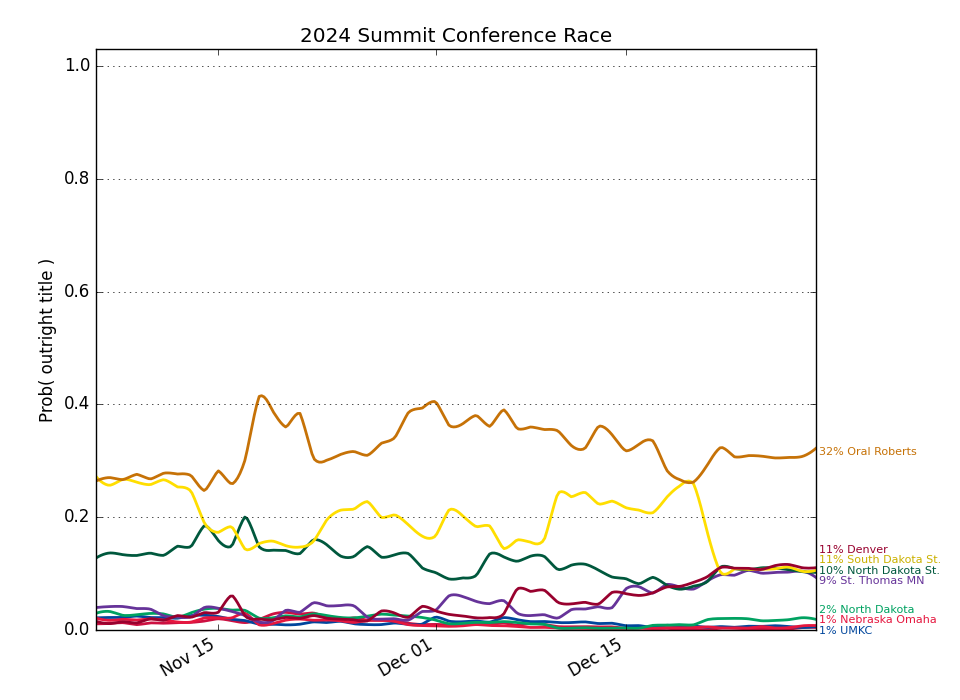 2024 Summit Conference Race
Prob( outright title )
1.0
0.8
0.6
0.4
0.2
0.0
Nov 15
Dec 01
Dec 15
32% Oral Roberts
11% Denver
11% South Dakota St.
10% North Dakota St.
9% St. Thomas MN
2% North Dakota
1% Nebraska Omaha
1% UMKC